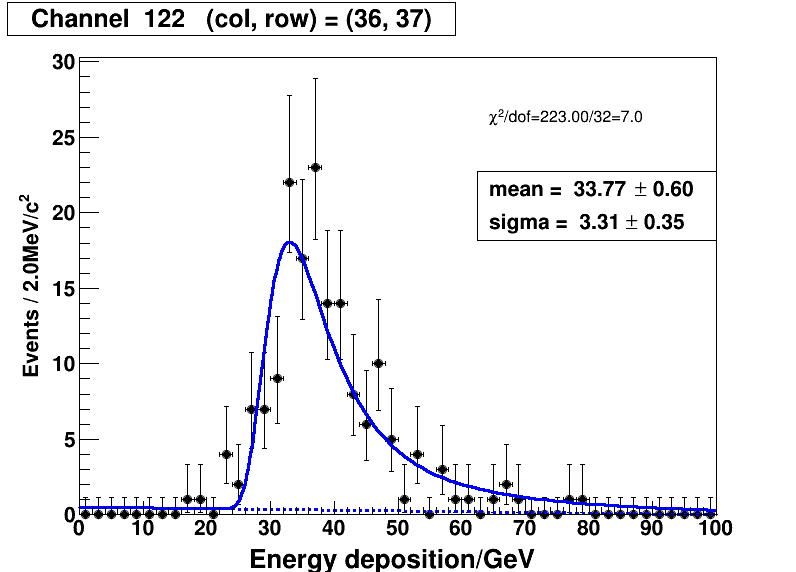 Channel  122   (col, row) = (36, 37)
30
25
20
15
10
5
0
Events / 2.0MeV/c²
χ²/dof=223.00/32=7.0
mean =  33.77 ± 0.60
sigma =  3.31 ± 0.35
0 10 20 30 40 50 60 70 80 90 100
Energy deposition/GeV